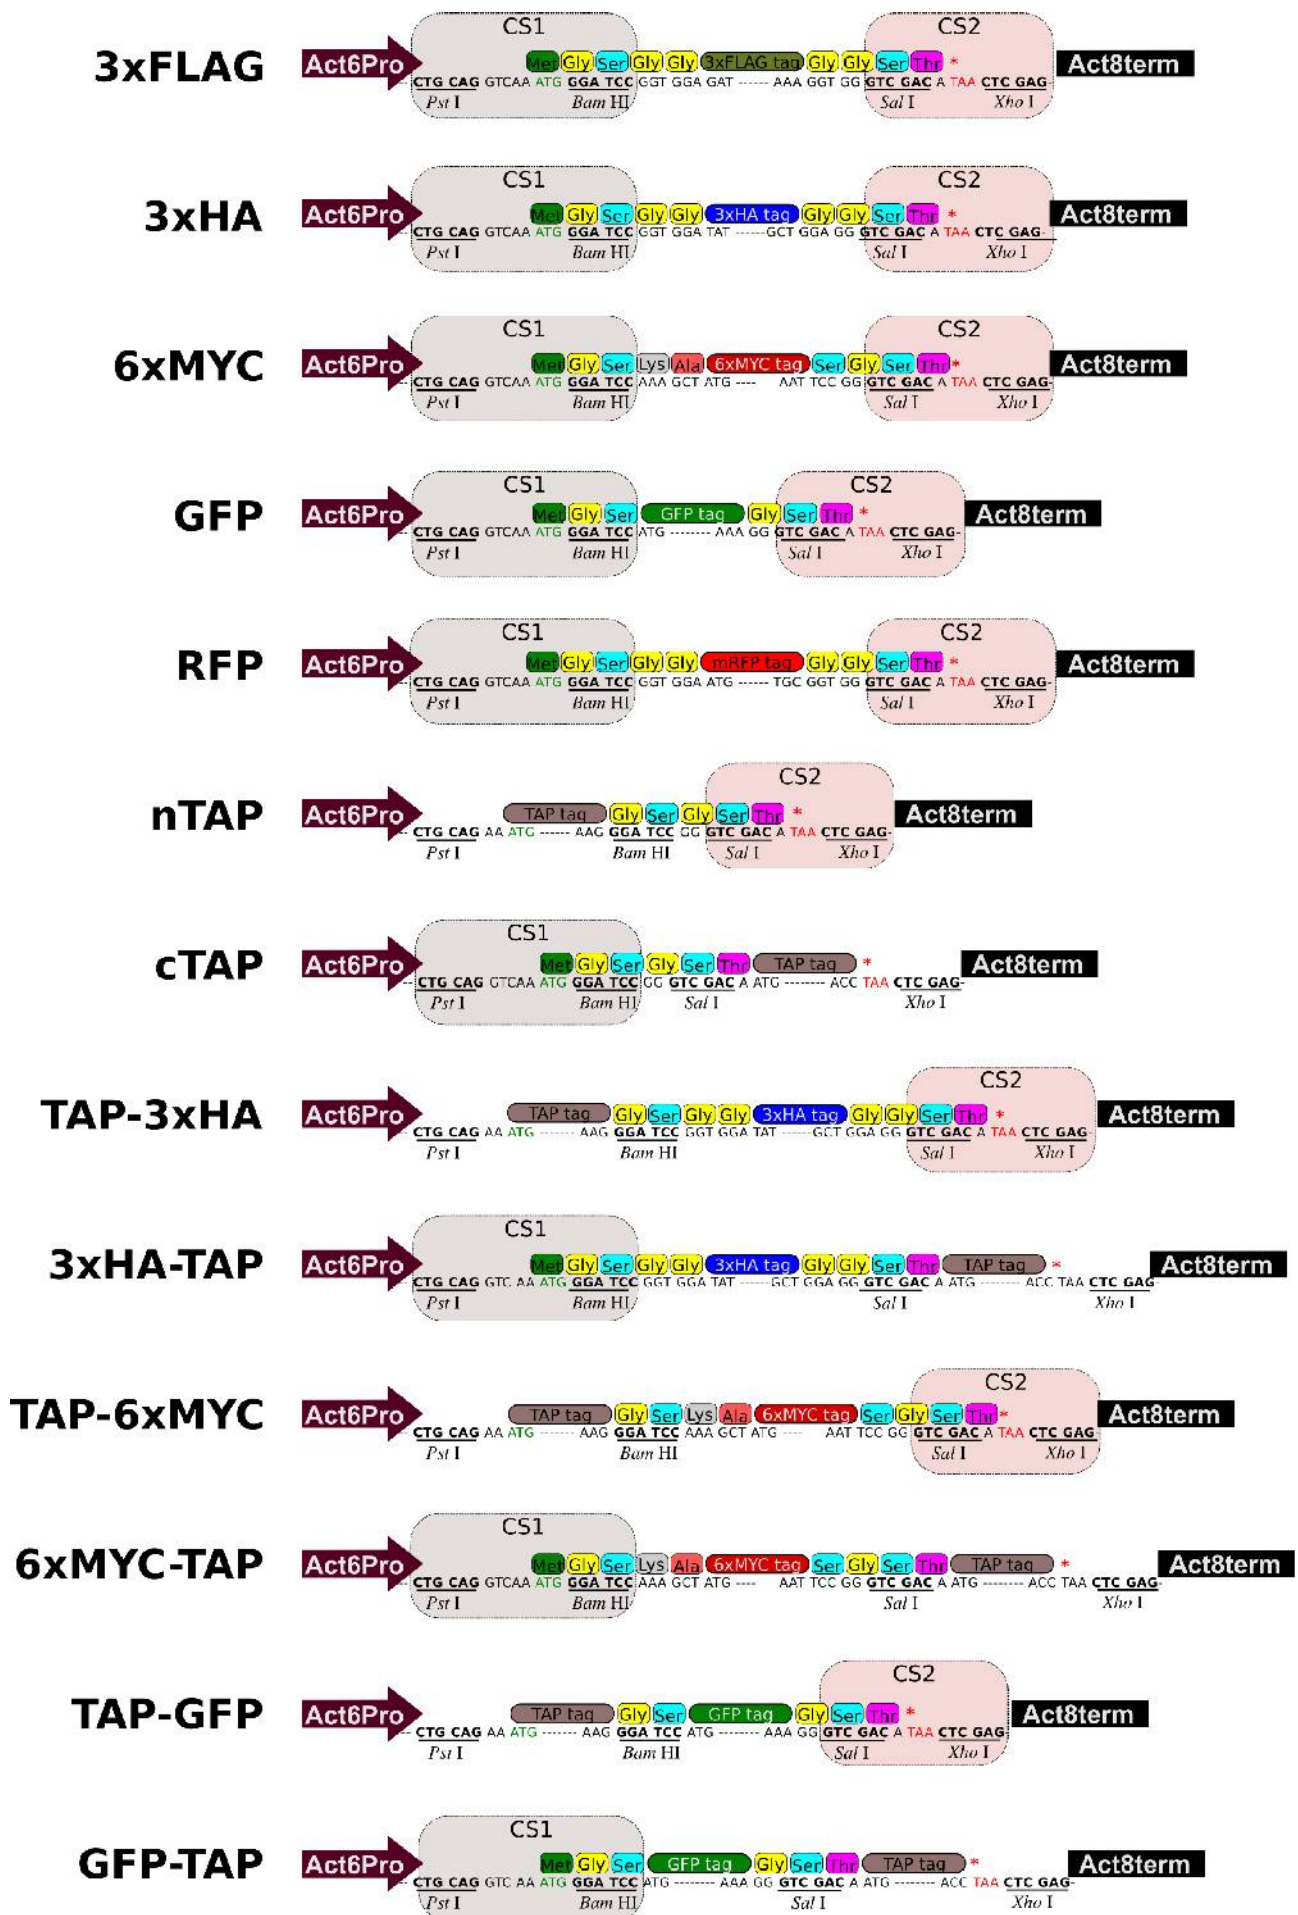 CS1 CS2
3xFLAG Act6Pro Met Gly Ser Gly Gly 3xFLAG tag Gly Gly Ser Thr * Act8term
CTG CAG GTCAA ATG GGA TCC GGT GGA GAT ------ AAA GGT GG GTC GAC A TAA CTC GAG
Pst I Bam HI Sal I Xho I
CS1 CS2
3xHA Act6Pro Met Gly Ser Gly Gly 3xHA tag Gly Gly Ser Thr * Act8term
CTG CAG GTCAA ATG GGA TCC GGT GGA TAT ------ GCT GGA GG GTC GAC A TAA CTC GAG-
Pst I Bam HI Sal I Xho I
CS1 CS2
6xMYC Act6Pro Met Gly Ser Lys Ala 6xMYC tag Ser Gly Ser Thr * Act8term
CTG CAG GTCAA ATG GGA TCC AAA GCT ATG ---- AAT TCC GG GTC GAC A TAA CTC GAG-
Pst I Bam HI Sal I Xho I
CS1 CS2
GFP Act6Pro Met Gly Ser GFP tag Gly Ser Thr * Act8term
CTG CAG GTCAA ATG GGA TCC ATG -------- AAA GG GTC GAC A TAA CTC GAG-
Pst I Bam HI Sal I Xho I
CS1 CS2
RFP Act6Pro Met Gly Ser Gly Gly mRFP tag Gly Gly Ser Thr * Act8term
CTG CAG GTCAA ATG GGA TCC GGT GGA ATG ------ TGC GGT GG GTC GAC A TAA CTC GAG-
Pst I Bam HI Sal I Xho I
CS2
nTAP Act6Pro TAP tag Gly Ser Gly Ser Thr * Act8term
CTG CAG AA ATG ------- AAG GGA TCC GG GTC GAC A TAA CTC GAG-
Pst I Bam HI Sal I Xho I
CS1
cTAP Act6Pro Met Gly Ser Gly Ser Thr TAP tag * Act8term
CTG CAG GTCAA ATG GGA TCC GG GTC GAC A ATG -------- ACC TAA CTC GAG-
Pst I Bam HI Sal I Xho I
CS2
TAP-3xHA Act6Pro TAP tag Gly Ser Gly Gly 3xHA tag Gly Gly Ser Thr * Act8term
CTG CAG AA ATG ------- AAG GGA TCC GGT GGA TAT ------ GCT GGA GG GTC GAC A TAA CTC GAG-
Pst I Bam HI Sal I Xho I
CS1
3xHA-TAP Act6Pro Met Gly Ser Gly Gly 3xHA tag Gly Gly Ser Thr TAP tag * Act8term
CTG CAG GTC AA ATG GGA TCC GGT GGA TAT ------ GCT GGA GG GTC GAC A ATG -------- ACC TAA CTC GAG-
Pst I Bam HI Sal I Xho I
CS2
TAP-6xMYC Act6Pro TAP tag Gly Ser Lys Ala 6xMYC tag Ser Gly Ser Thr * Act8term
CTG CAG AA ATG ------- AAG GGA TCC AAA GCT ATG ---- AAT TCC GG GTC GAC A TAA CTC GAG-
Pst I Bam HI Sal I Xho I
CS1
6xMYC-TAP Act6Pro Met Gly Ser Lys Ala 6xMYC tag Ser Gly Ser Thr TAP tag * Act8term
CTG CAG GTCAA ATG GGA TCC AAA GCT ATG ---- AAT TCC GG GTC GAC A ATG -------- ACC TAA CTC GAG-
Pst I Bam HI Sal I Xho I
CS2
TAP-GFP Act6Pro TAP tag Gly Ser GFP tag Gly Ser Thr * Act8term
CTG CAG AA ATG ------- AAG GGA TCC ATG -------- AAA GG GTC GAC A TAA CTC GAG-
Pst I Bam HI Sal I Xho I
CS1
GFP-TAP Act6Pro Met Gly Ser GFP tag Gly Ser Thr TAP tag * Act8term
CTG CAG GTC AA ATG GGA TCC ATG -------- AAA GG GTC GAC A ATG -------- ACC TAA CTC GAG-
Pst I Bam HI Sal I Xho I